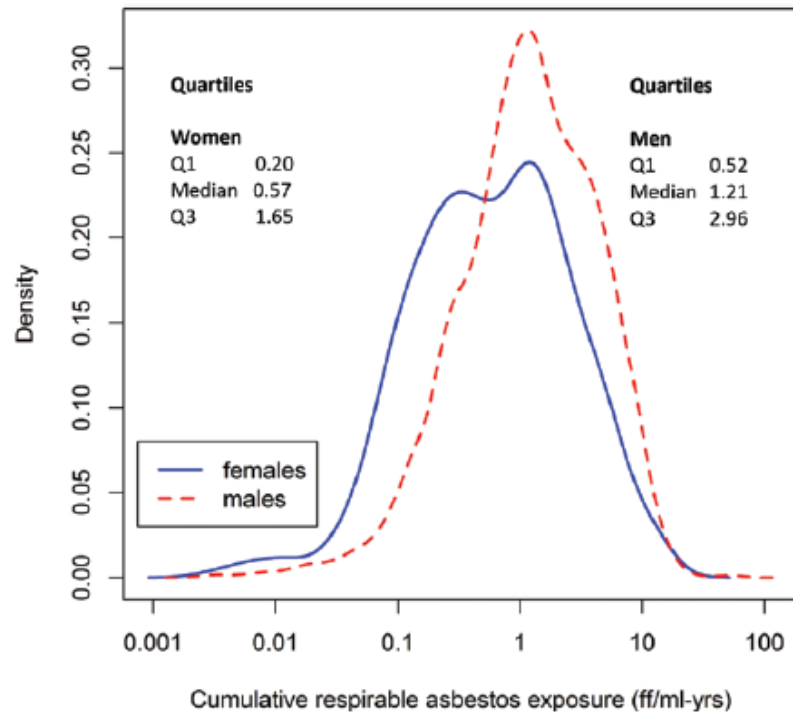 Quartiles
Women
Q1 0.20
Median 0.57
Q3 1.65
Quartiles
Men
Q1 0.52
Median 1.21
Q3 2.96
Density
0.30
0.25
0.20
0.15
0.10
0.05
0.00
females
males
0.001 0.01 0.1 1 10 100
Cumulative respirable asbestos exposure (ff/ml-yrs)